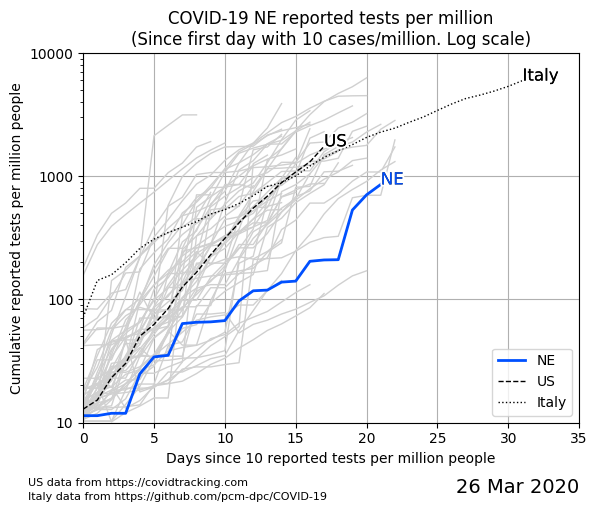 COVID-19 NE reported tests per million
(Since first day with 10 cases/million. Log scale)
Cumulative reported tests per million people
10000
1000
100
10
Italy
US
NE
NE
US
Italy
0 5 10 15 20 25 30 35
Days since 10 reported tests per million people
US data from https://covidtracking.com
Italy data from https://github.com/pcm-dpc/COVID-19
26 Mar 2020